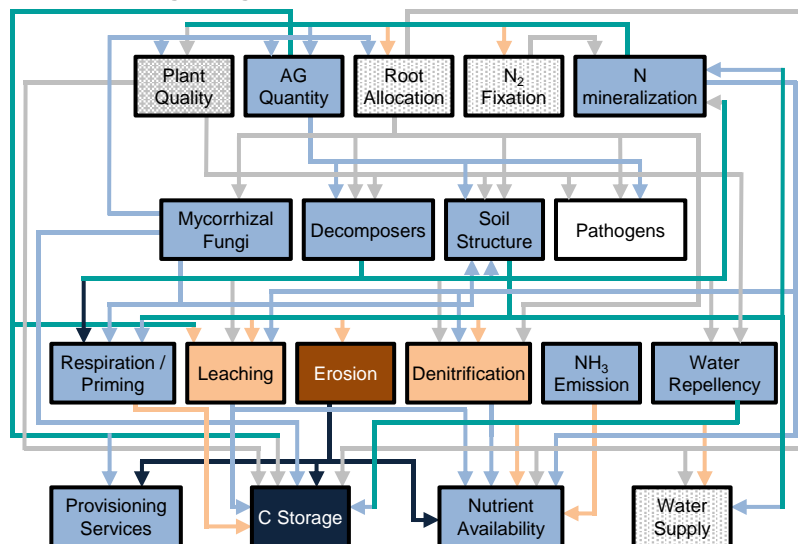 Plant
Quality
AG
Quantity
Root
Allocation
N2
Fixation
N
mineralization
Mycorrhizal
Fungi
Decomposers
Soil
Structure
Pathogens
Respiration /
Priming
Leaching
Erosion
Denitrification
NH3
Emission
Water
Repellency
Provisioning
Services
C Storage
Nutrient
Availability
Water
Supply